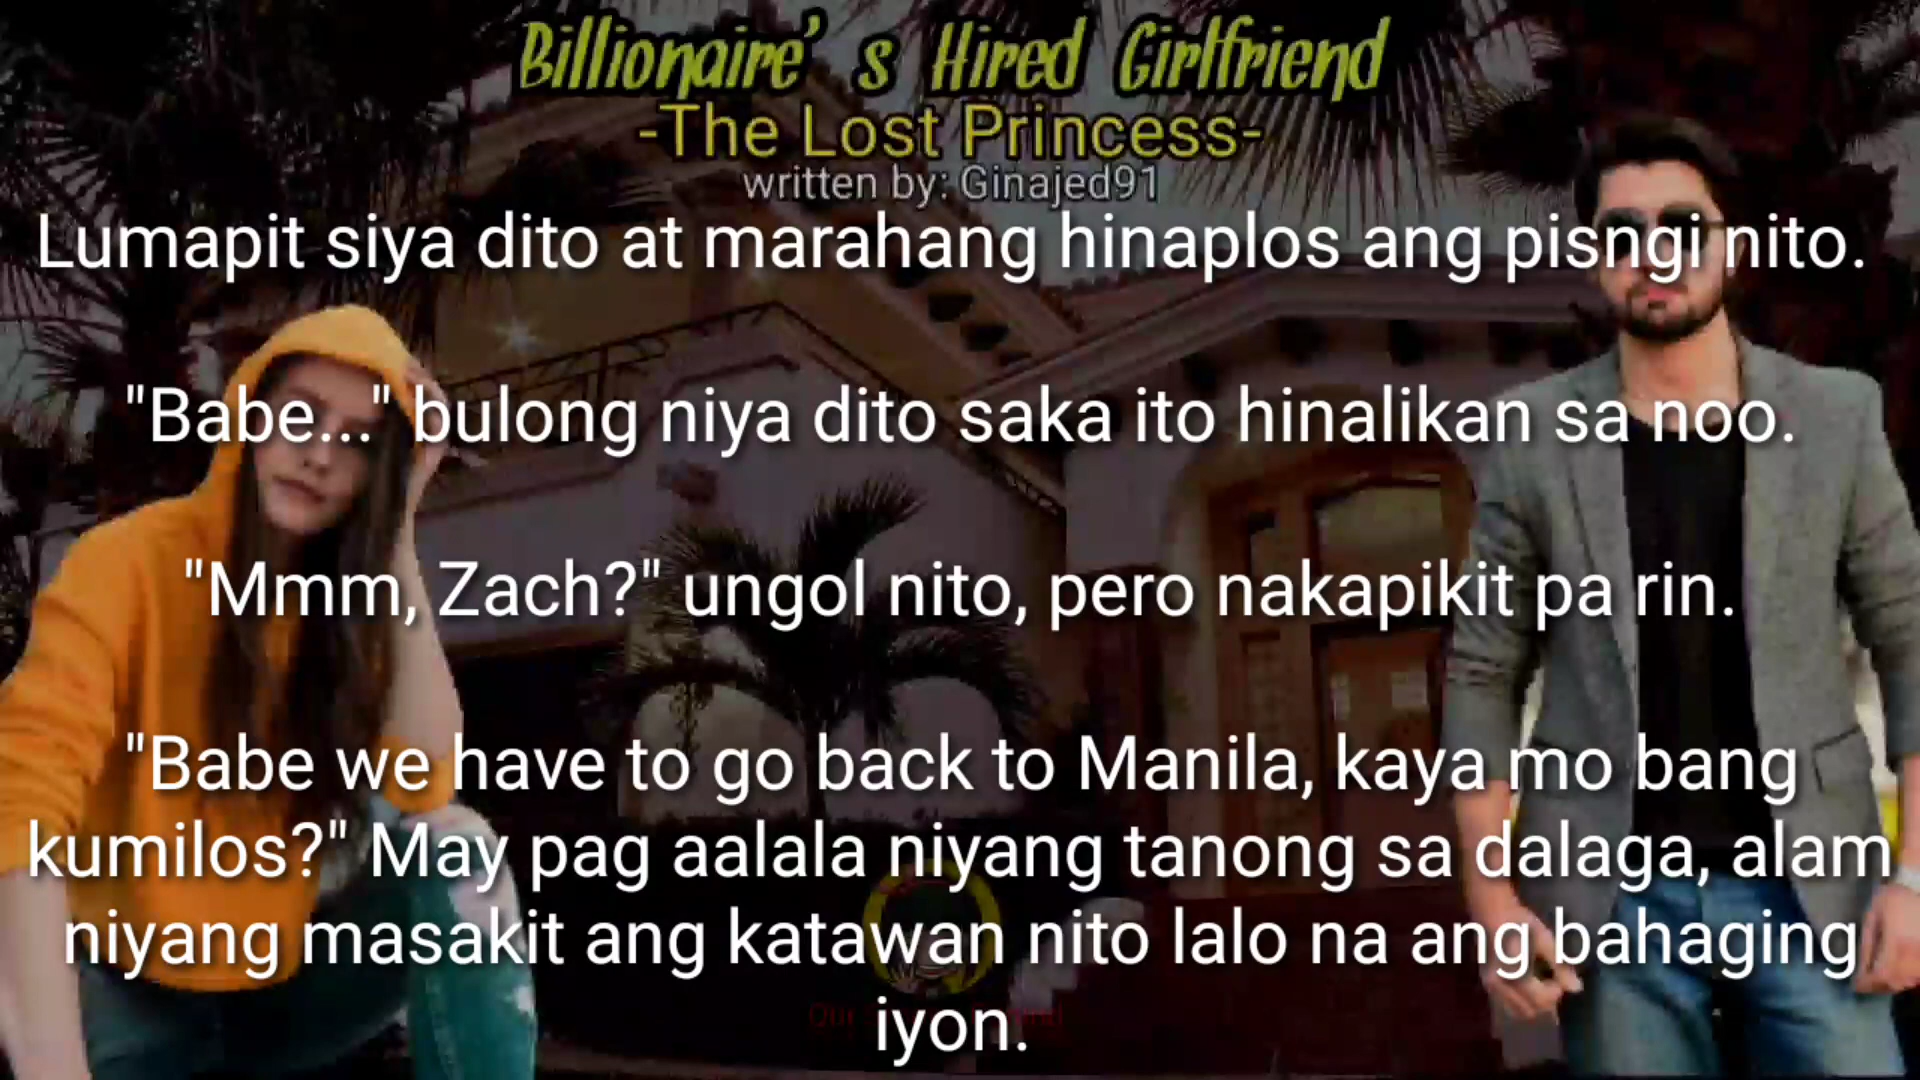 Billionaire's Hired Girlfriend
-The Lost Princess-
written by: Ginajed91
Lumapit siya dito at marahang hinaplos ang pisngi nito.
"Babe..." bulong niya dito saka ito hinalikan sa noo.
"Mmm, Zach?" ungol nito, pero nakapikit pa rin.
"Babe we have to go back to Manila, kaya mo bang
kumilos?" May pag aalala niyang tanong sa dalaga, alam
niyang masakit ang katawan nito lalo na ang bahaging
iyon.